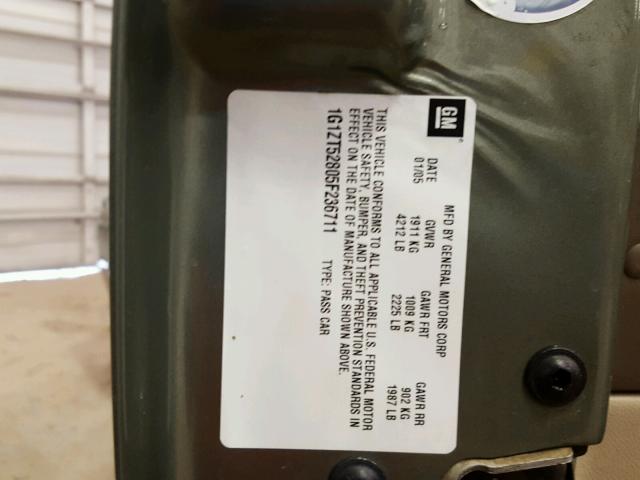 GM
MFD BY GENERAL MOTORS CORP
DATE GVWR GAWR FRT GAWR RR
01/05 1911 KG 1009 KG 902 KG
4212 LB 2225 LB 1987 LB
THIS VEHICLE CONFORMS TO ALL APPLICABLE U.S. FEDERAL MOTOR
VEHICLE SAFETY, BUMPER, AND THEFT PREVENTION STANDARDS IN
EFFECT ON THE DATE OF MANUFACTURE SHOWN ABOVE.
1G1ZT52805F236711 TYPE: PASS CAR